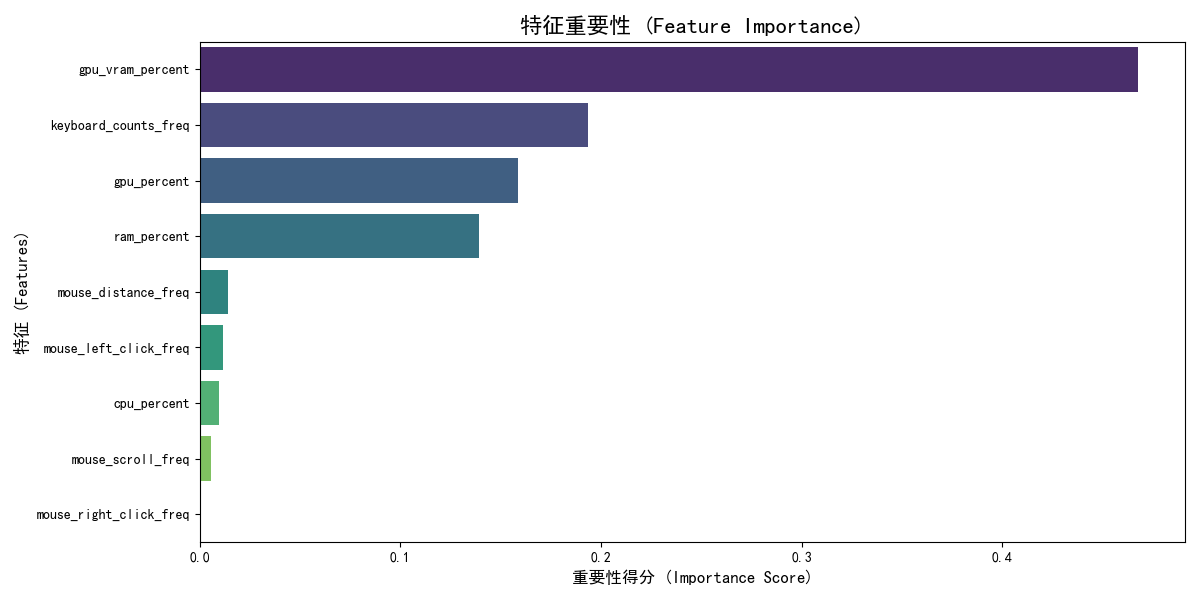 特征重要性 (Feature Importance)
gpu_vram_percent
keyboard_counts_freq
gpu_percent
ram_percent
mouse_distance_freq
mouse_left_click_freq
cpu_percent
mouse_scroll_freq
mouse_right_click_freq
特征 (Features)
0.0 0.1 0.2 0.3 0.4
重要性得分 (Importance Score)